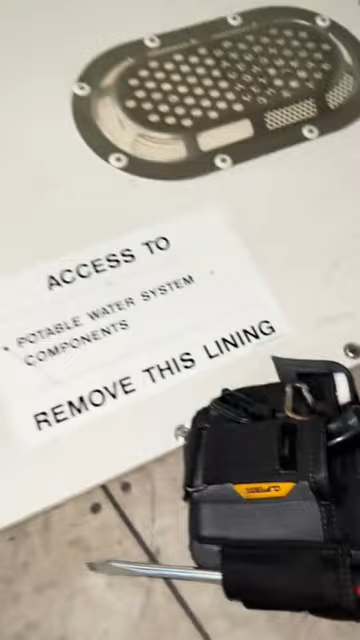 ACCESS TO
• POTABLE WATER SYSTEM
COMPONENTS
REMOVE THIS LINING